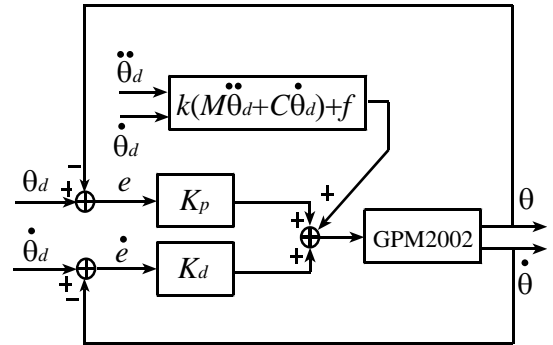 θ̈d
k(Mθ̈d+Cθ̇d)+f
θ̇d
−
θd
+
e
Kp
+
+
θ
GPM2002
θ̇d
ė
Kd
+
θ̇
+
−